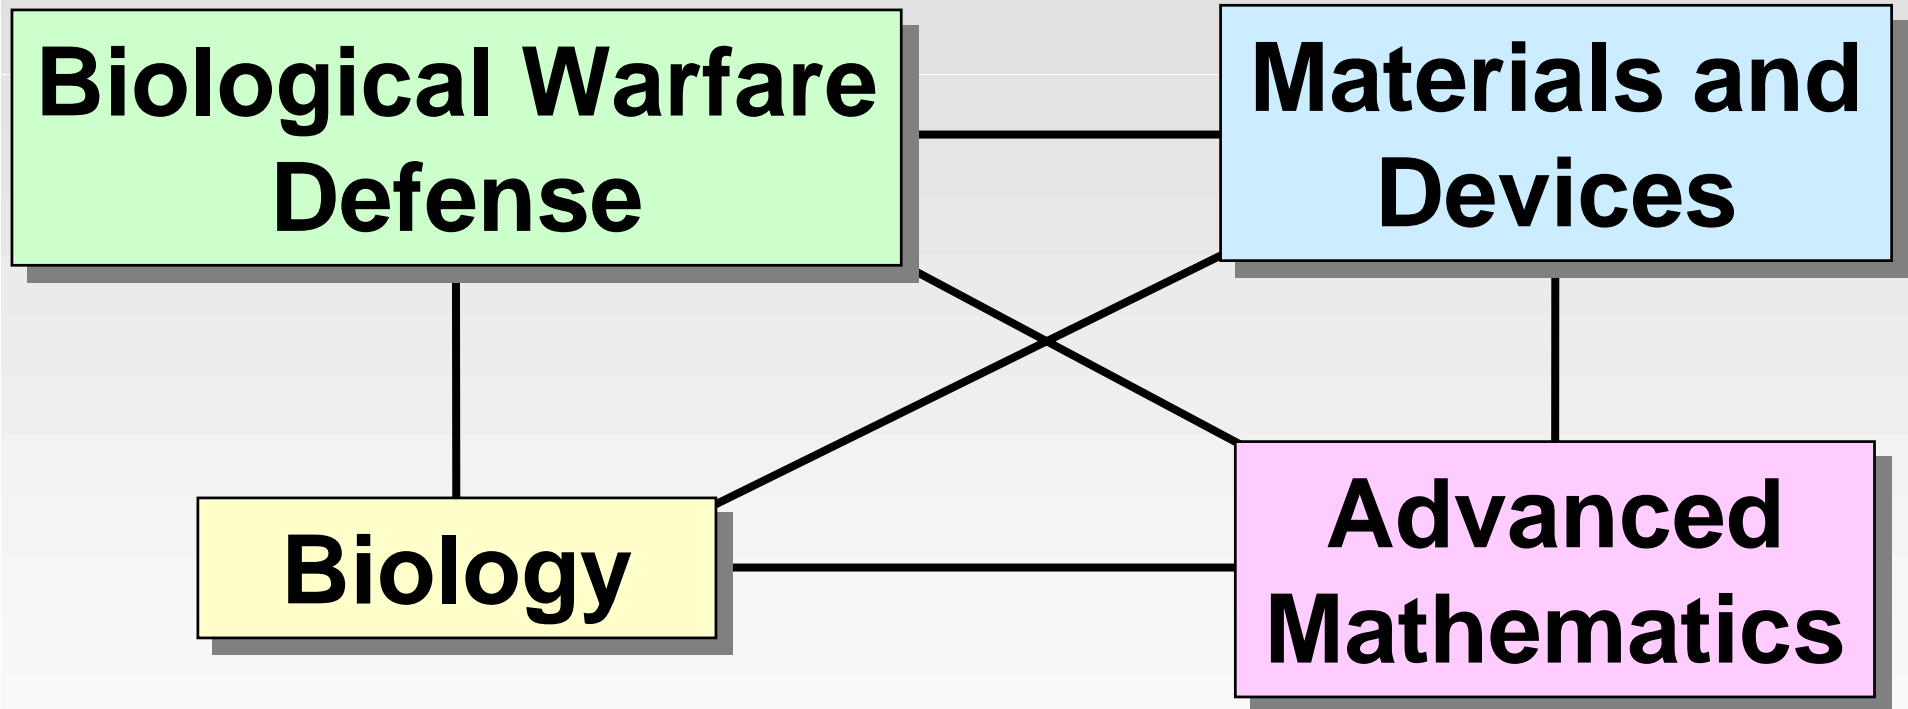 Biological Warfare
Defense
Materials and
Devices
Biology
Advanced
Mathematics